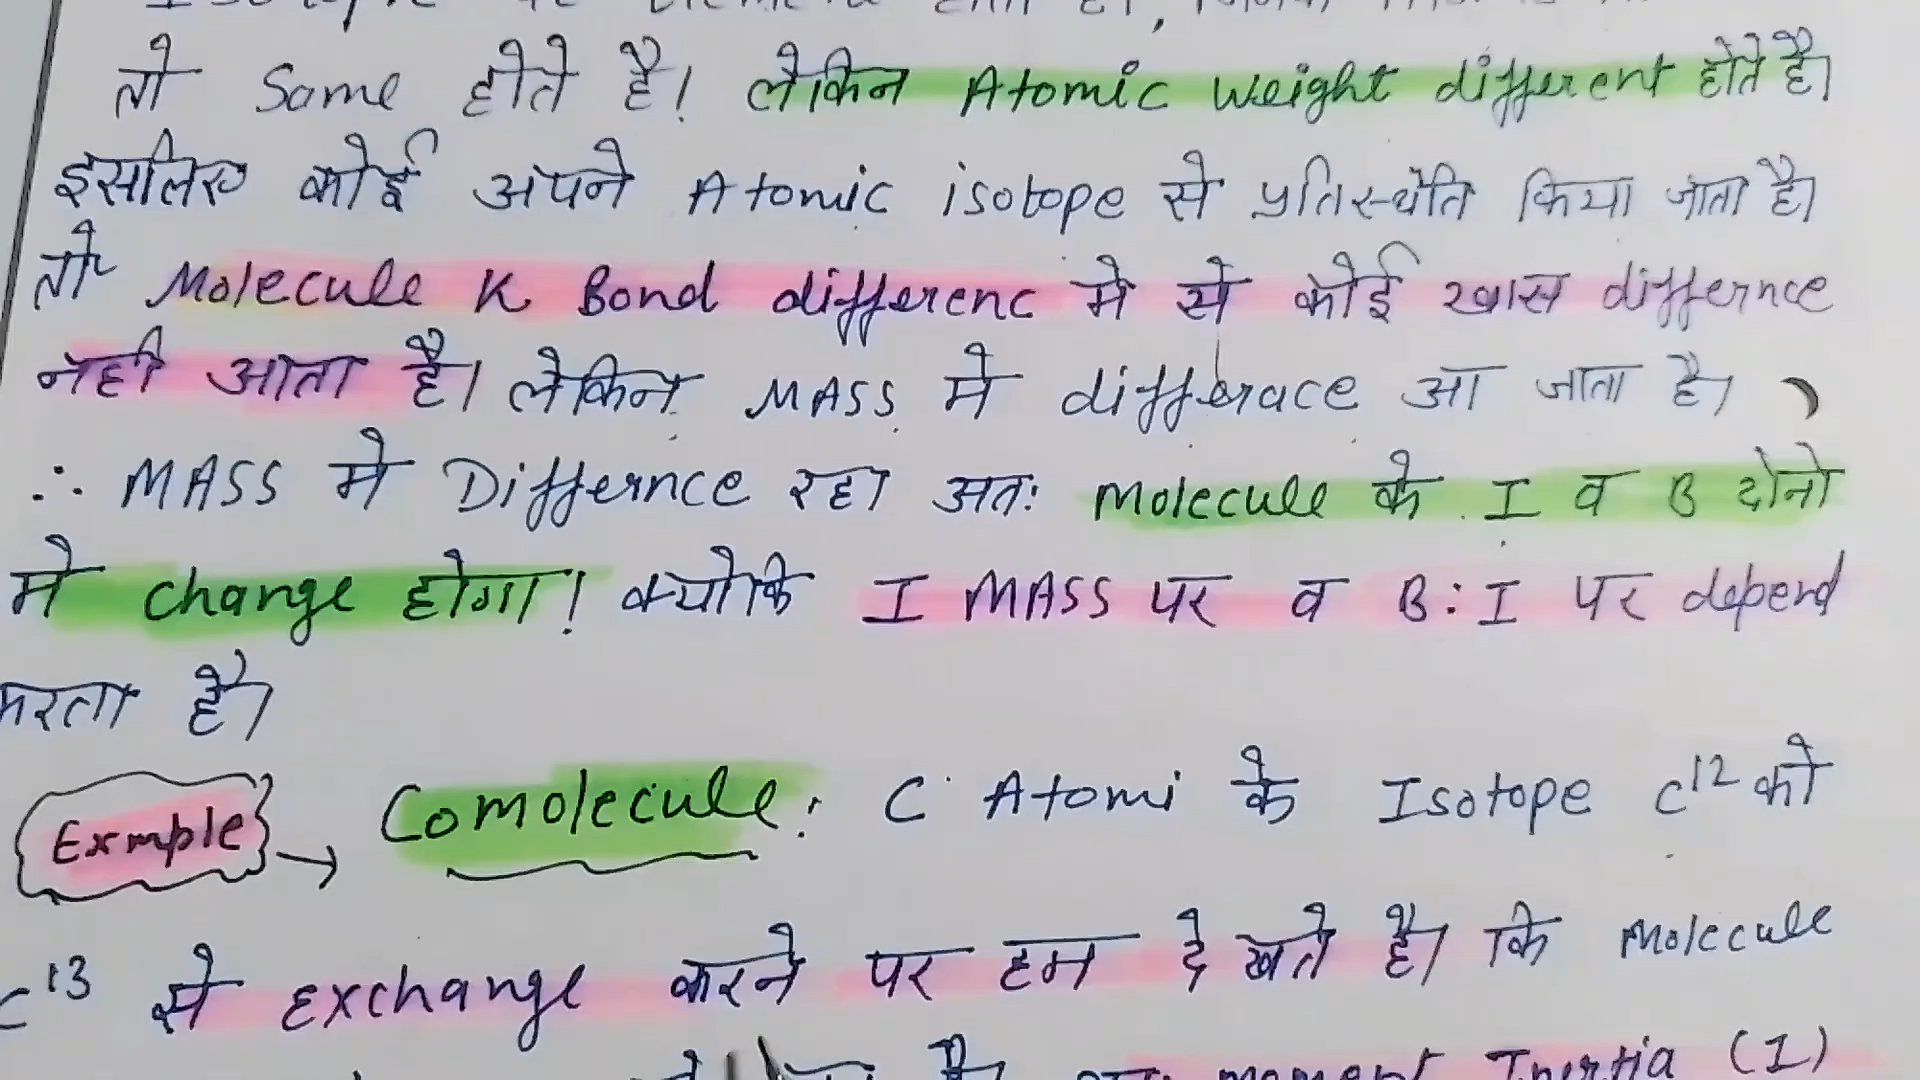 तो Same होते है। लेकिन Atomic weight different होते है।
इसलिए कोई अपने Atomic isotope से प्रतिस्थेति किया जाता है।
तो Molecule K Bond differenc मे से कोई खास differnce
नही आता है। लेकिन MASS मे differace आ जाता है।
∴ MASS मे Differnce रहा अतः Molecule के I व B दोनो
मे change होगा! क्योकि I MASS पर व B: I पर depend
करता है।
Exmple → Comolecule: C Atomi के Isotope C¹² को
C¹³ से exchange करने पर हम देखते है। कि Molecule
moment Inertia (I)